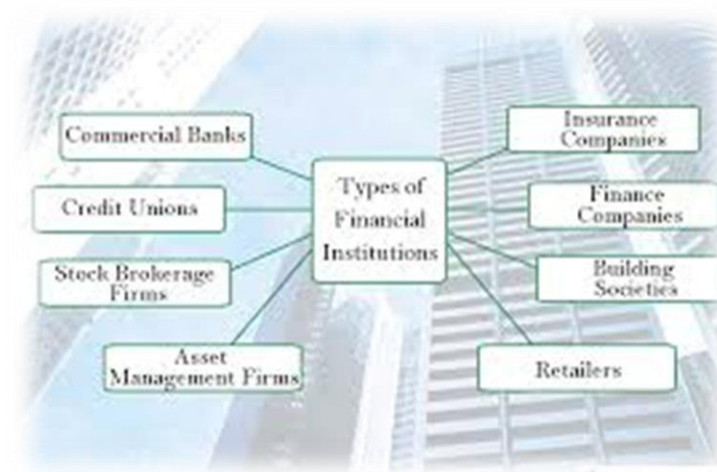 Types of
Financial
Institutions
Commercial Banks
Credit Unions
Stock Brokerage
Firms
Asset
Management Firms
Insurance
Companies
Finance
Companies
Building
Societies
Retailers